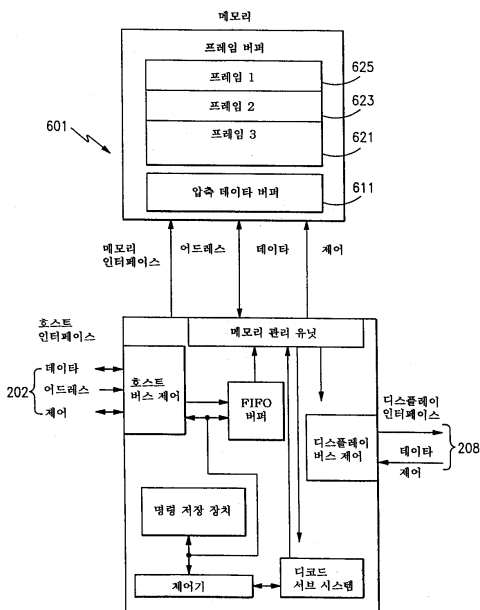 메모리
프레임 버퍼
프레임 1
625
프레임 2
623
601
프레임 3
621
압축 데이타 버퍼
611
메모리
인터페이스
어드레스
데이타
제어
호스트
인터페이스
메모리 관리 유닛
데이타
어드레스
제어
202
호스트
버스 제어
FIFO
버퍼
디스플레이
버스 제어
디스플레이
인터페이스
데이타
제어
208
명령 저장 장치
제어기
디코드
서브 시스템